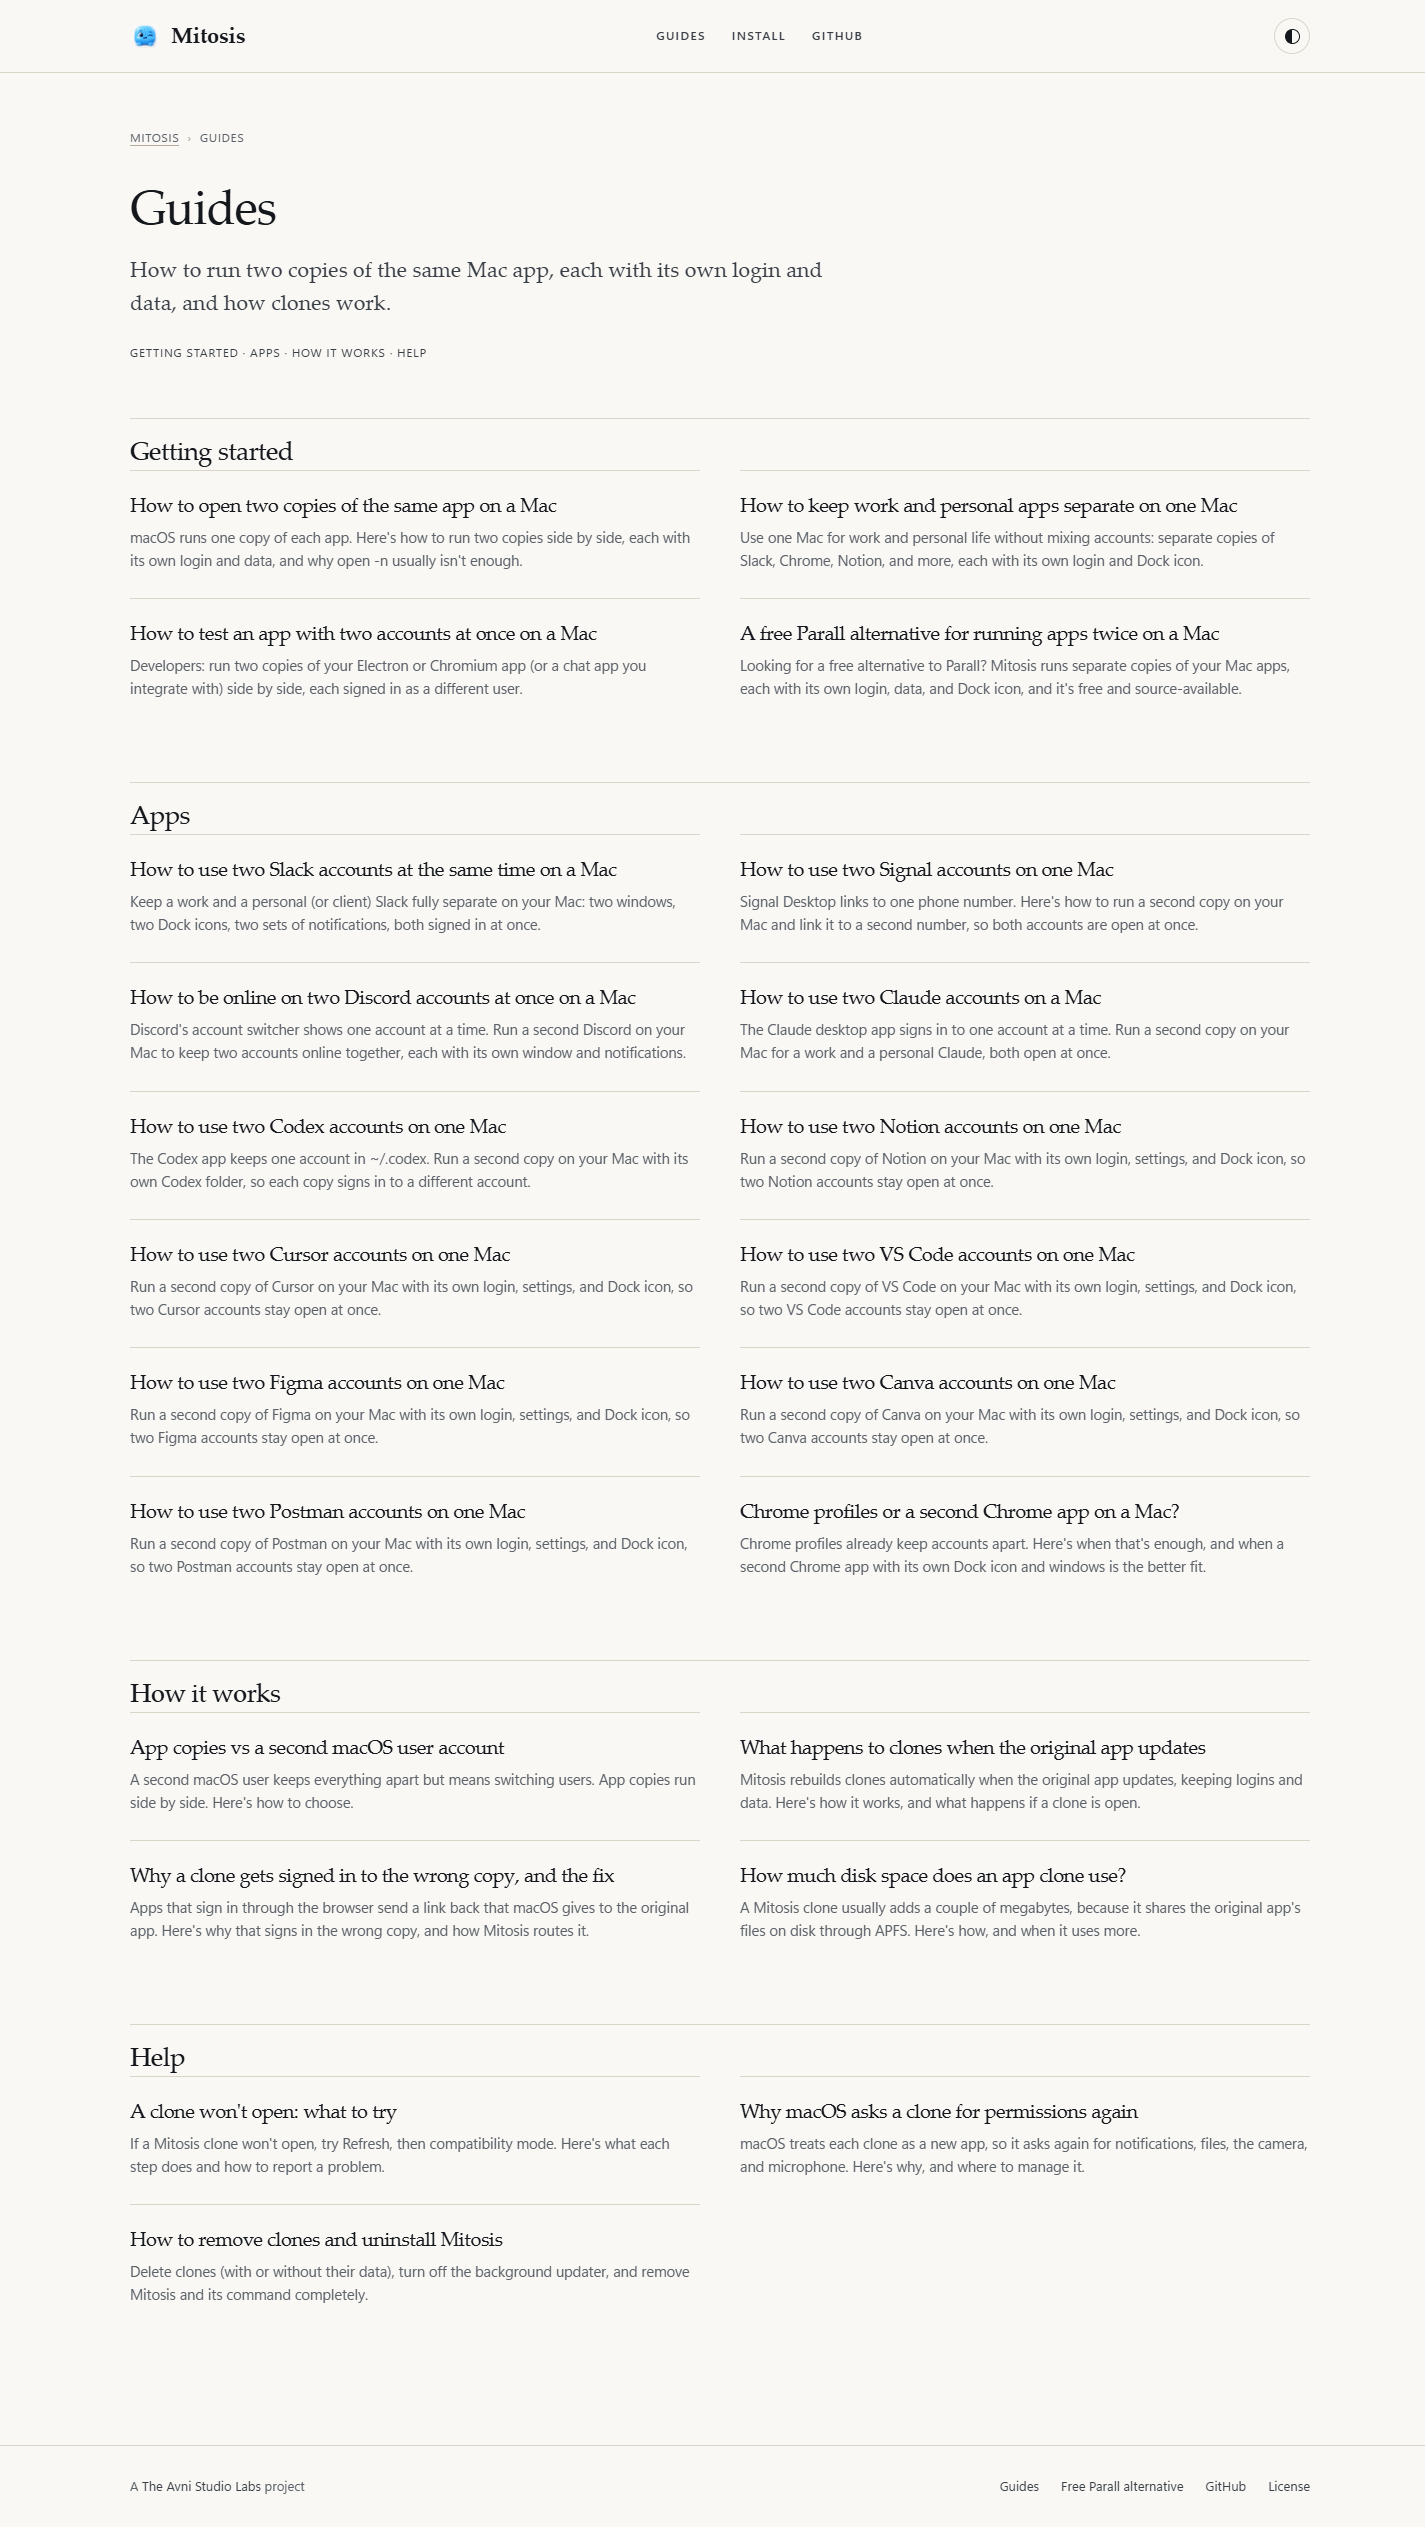 Mitosis
GUIDES INSTALL GITHUB
MITOSIS › GUIDES
Guides
How to run two copies of the same Mac app, each with its own login and
data, and how clones work.
GETTING STARTED · APPS · HOW IT WORKS · HELP
Getting started
How to open two copies of the same app on a Mac
macOS runs one copy of each app. Here's how to run two copies side by side, each with
its own login and data, and why open -n usually isn't enough.
How to keep work and personal apps separate on one Mac
Use one Mac for work and personal life without mixing accounts: separate copies of
Slack, Chrome, Notion, and more, each with its own login and Dock icon.
How to test an app with two accounts at once on a Mac
Developers: run two copies of your Electron or Chromium app (or a chat app you
integrate with) side by side, each signed in as a different user.
A free Parall alternative for running apps twice on a Mac
Looking for a free alternative to Parall? Mitosis runs separate copies of your Mac apps,
each with its own login, data, and Dock icon, and it's free and source-available.
Apps
How to use two Slack accounts at the same time on a Mac
Keep a work and a personal (or client) Slack fully separate on your Mac: two windows,
two Dock icons, two sets of notifications, both signed in at once.
How to use two Signal accounts on one Mac
Signal Desktop links to one phone number. Here's how to run a second copy on your
Mac and link it to a second number, so both accounts are open at once.
How to be online on two Discord accounts at once on a Mac
Discord's account switcher shows one account at a time. Run a second Discord on your
Mac to keep two accounts online together, each with its own window and notifications.
How to use two Claude accounts on a Mac
The Claude desktop app signs in to one account at a time. Run a second copy on your
Mac for a work and a personal Claude, both open at once.
How to use two Codex accounts on one Mac
The Codex app keeps one account in ~/.codex. Run a second copy on your Mac with its
own Codex folder, so each copy signs in to a different account.
How to use two Notion accounts on one Mac
Run a second copy of Notion on your Mac with its own login, settings, and Dock icon, so
two Notion accounts stay open at once.
How to use two Cursor accounts on one Mac
Run a second copy of Cursor on your Mac with its own login, settings, and Dock icon, so
two Cursor accounts stay open at once.
How to use two VS Code accounts on one Mac
Run a second copy of VS Code on your Mac with its own login, settings, and Dock icon,
so two VS Code accounts stay open at once.
How to use two Figma accounts on one Mac
Run a second copy of Figma on your Mac with its own login, settings, and Dock icon, so
two Figma accounts stay open at once.
How to use two Canva accounts on one Mac
Run a second copy of Canva on your Mac with its own login, settings, and Dock icon, so
two Canva accounts stay open at once.
How to use two Postman accounts on one Mac
Run a second copy of Postman on your Mac with its own login, settings, and Dock icon,
so two Postman accounts stay open at once.
Chrome profiles or a second Chrome app on a Mac?
Chrome profiles already keep accounts apart. Here's when that's enough, and when a
second Chrome app with its own Dock icon and windows is the better fit.
How it works
App copies vs a second macOS user account
A second macOS user keeps everything apart but means switching users. App copies run
side by side. Here's how to choose.
What happens to clones when the original app updates
Mitosis rebuilds clones automatically when the original app updates, keeping logins and
data. Here's how it works, and what happens if a clone is open.
Why a clone gets signed in to the wrong copy, and the fix
Apps that sign in through the browser send a link back that macOS gives to the original
app. Here's why that signs in the wrong copy, and how Mitosis routes it.
How much disk space does an app clone use?
A Mitosis clone usually adds a couple of megabytes, because it shares the original app's
files on disk through APFS. Here's how, and when it uses more.
Help
A clone won't open: what to try
If a Mitosis clone won't open, try Refresh, then compatibility mode. Here's what each
step does and how to report a problem.
Why macOS asks a clone for permissions again
macOS treats each clone as a new app, so it asks again for notifications, files, the camera,
and microphone. Here's why, and where to manage it.
How to remove clones and uninstall Mitosis
Delete clones (with or without their data), turn off the background updater, and remove
Mitosis and its command completely.
A The Avni Studio Labs project
Guides Free Parall alternative GitHub License